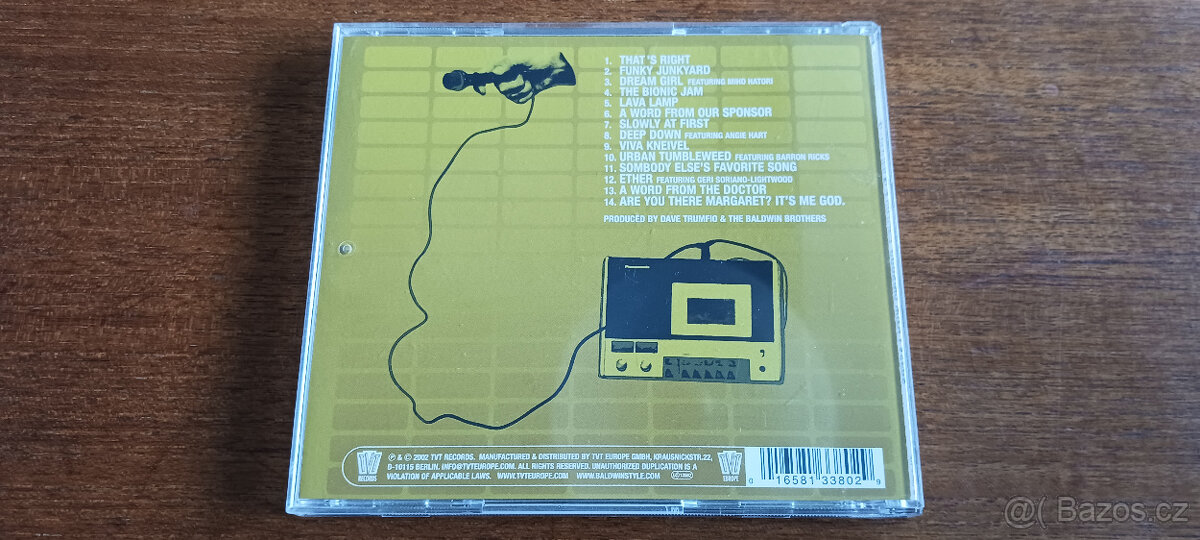 1. THAT'S RIGHT
2. FUNKY JUNKYARD
3. DREAM GIRL FEATURING MIHO HATORI
4. THE BIONIC JAM
5. LAVA LAMP
6. A WORD FROM OUR SPONSOR
7. SLOWLY AT FIRST
8. DEEP DOWN FEATURING ANGIE HART
9. VIVA KNEIVEL
10. URBAN TUMBLEWEED FEATURING BARRON RICKS
11. SOMBODY ELSE'S FAVORITE SONG
12. ETHER FEATURING GERI SORIANO-LIGHTWOOD
13. A WORD FROM THE DOCTOR
14. ARE YOU THERE MARGARET? IT'S ME GOD.
PRODUCED BY DAVE TRUMFIO & THE BALDWIN BROTHERS
TVT RECORDS
℗ & © 2002 TVT RECORDS. MANUFACTURED & DISTRIBUTED BY TVT EUROPE GMBH, KRAUSNICKSTR.22,
D-10115 BERLIN. INFO@TVTEUROPE.COM. ALL RIGHTS RESERVED. UNAUTHORIZED DUPLICATION IS A
VIOLATION OF APPLICABLE LAWS. WWW.TVTEUROPE.COM WWW.BALDWINSTYLE.COM
TVT EUROPE
0 16581 33802 9
@( Bazos.cz